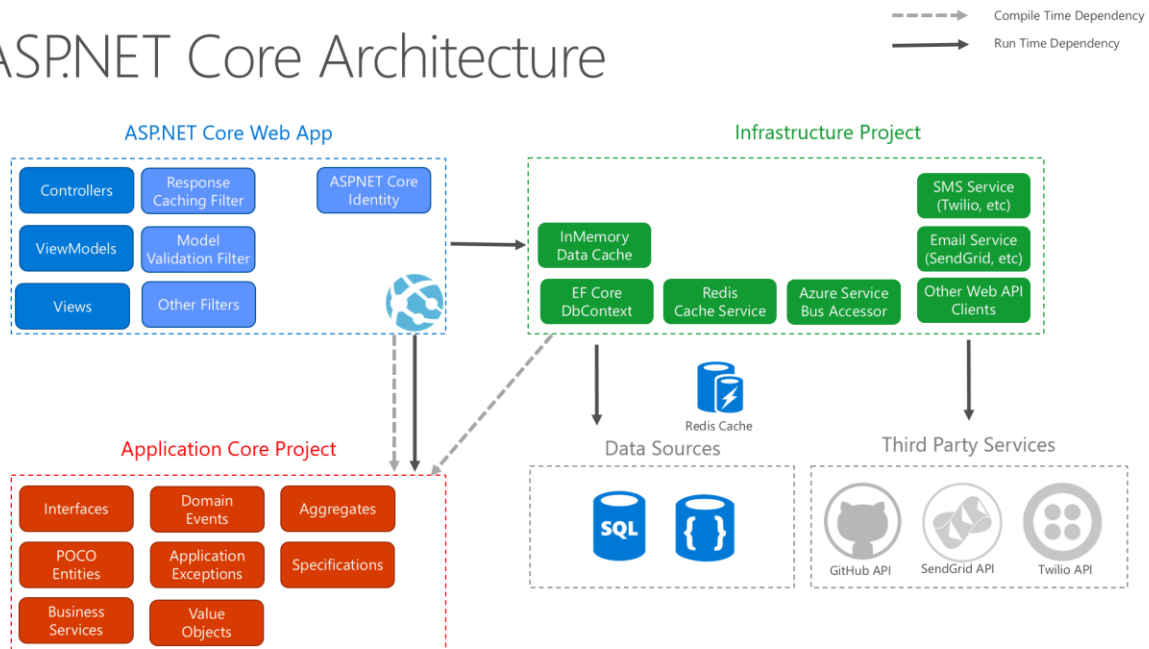 Compile Time Dependency
Run Time Dependency
ASP.NET Core Architecture
ASP.NET Core Web App
Controllers
Response
Caching Filter
ASP.NET Core
Identity
ViewModels
Model
Validation Filter
Views
Other Filters
Infrastructure Project
SMS Service
(Twilio, etc)
InMemory
Data Cache
Email Service
(SendGrid, etc)
EF Core
DbContext
Redis
Cache Service
Azure Service
Bus Accessor
Other Web API
Clients
Redis Cache
Application Core Project
Interfaces
Domain
Events
Aggregates
POCO
Entities
Application
Exceptions
Specifications
Business
Services
Value
Objects
Data Sources
SQL
{ }
Third Party Services
GitHub API
SendGrid API
Twilio API